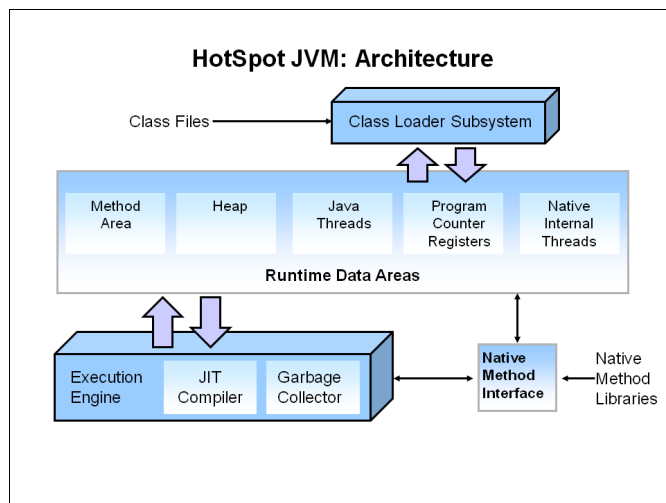 HotSpot JVM: Architecture
Class Files
Class Loader Subsystem
Method
Area
Heap
Java
Threads
Program
Counter
Registers
Native
Internal
Threads
Runtime Data Areas
Execution
Engine
JIT
Compiler
Garbage
Collector
Native
Method
Interface
Native
Method
Libraries